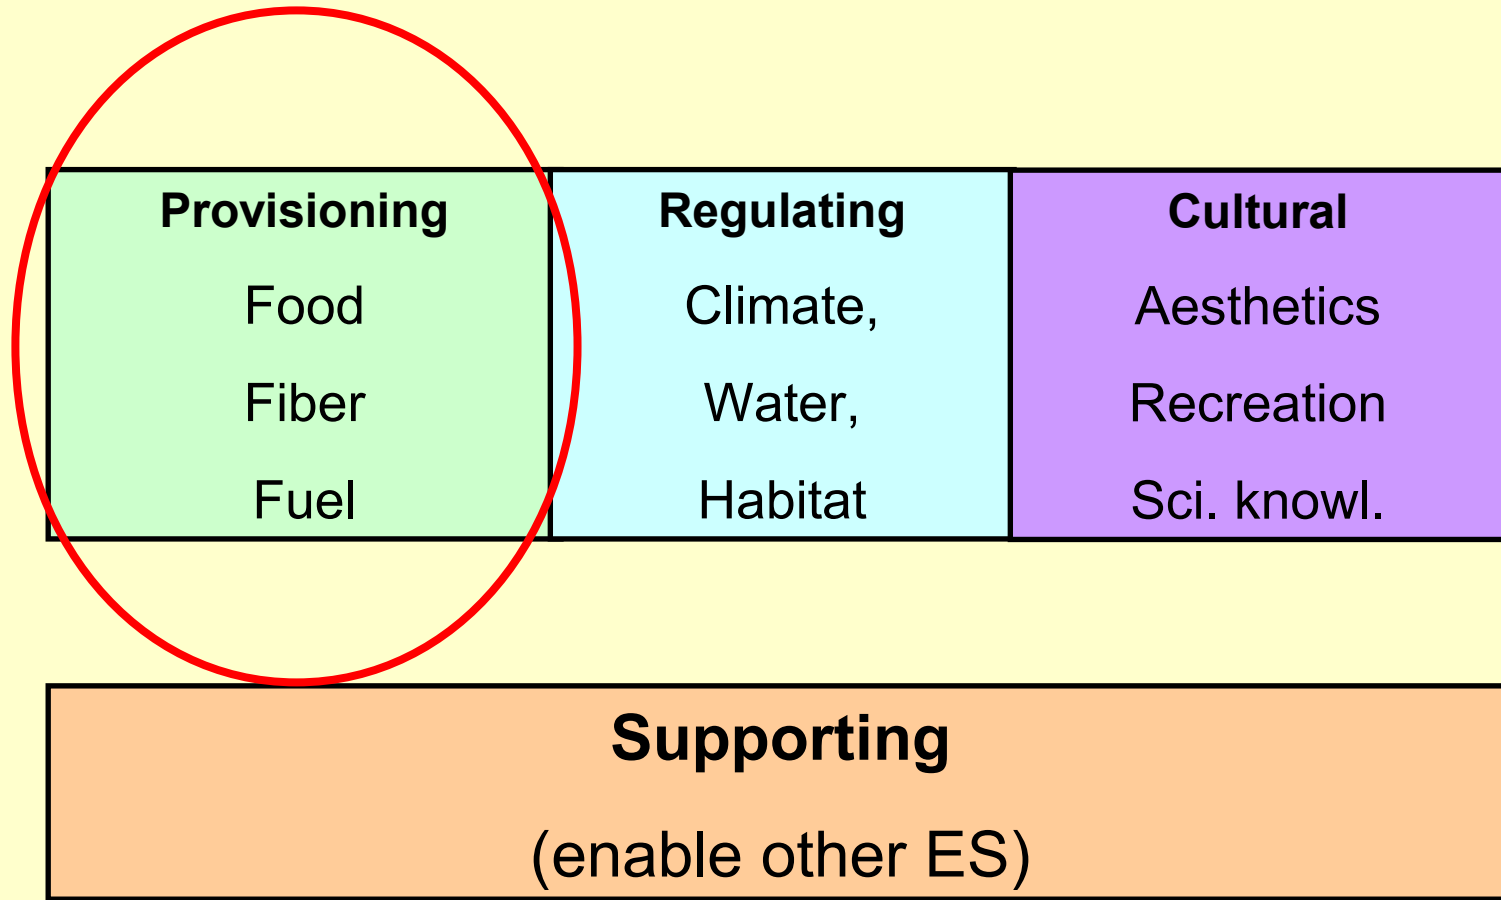 Provisioning
Food
Fiber
Fuel
Regulating
Climate,
Water,
Habitat
Cultural
Aesthetics
Recreation
Sci. knowl.
Supporting
(enable other ES)